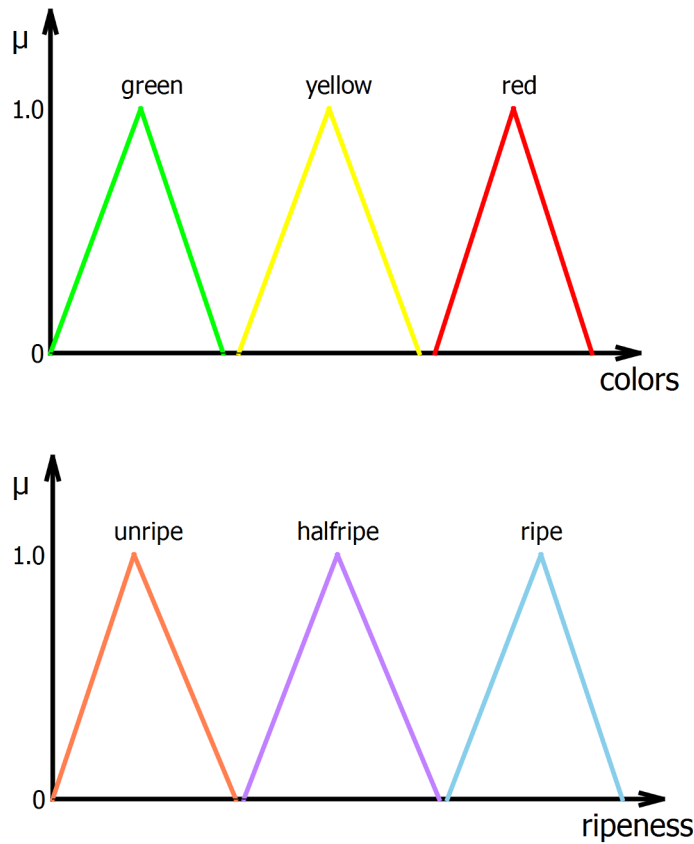 μ
green yellow red
1.0
0
colors
μ
unripe halfripe ripe
1.0
0
ripeness